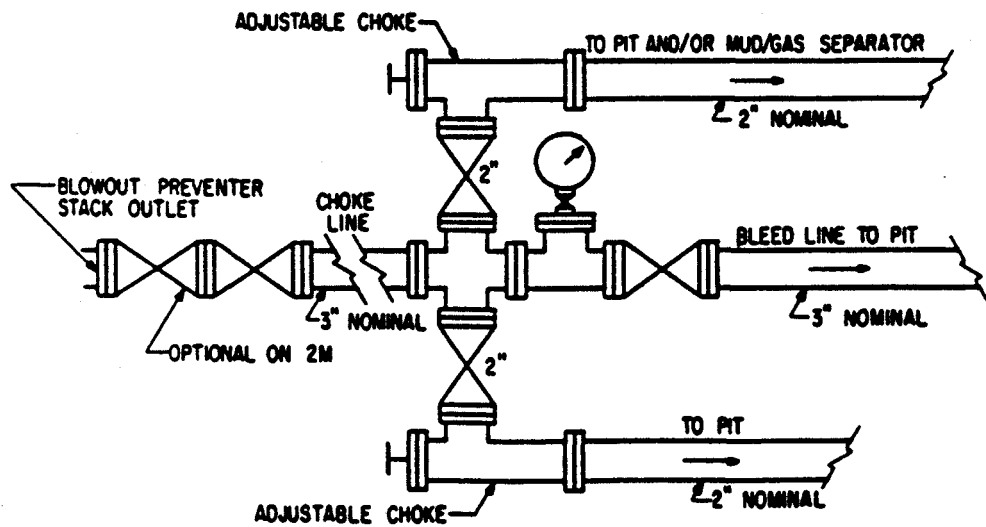 ADJUSTABLE CHOKE
TO PIT AND/OR MUD/GAS SEPARATOR
2" NOMINAL
2"
BLOWOUT PREVENTER
STACK OUTLET
CHOKE
LINE
BLEED LINE TO PIT
3" NOMINAL
3" NOMINAL
OPTIONAL ON 2M
2"
TO PIT
2" NOMINAL
ADJUSTABLE CHOKE